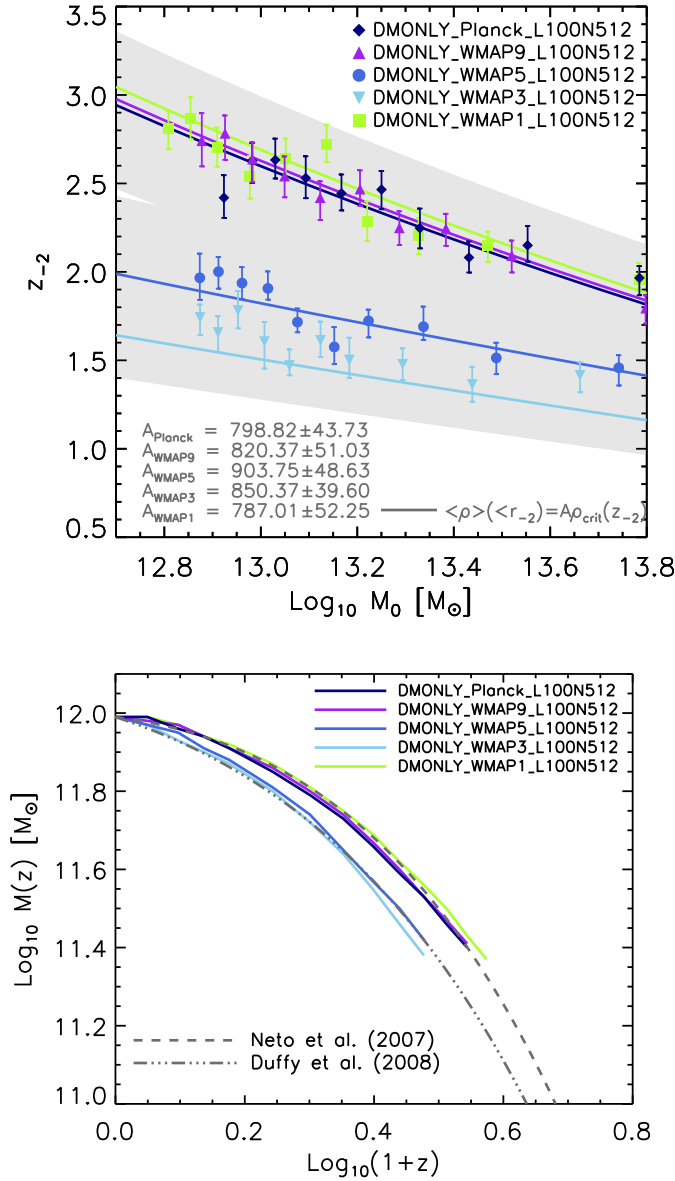 DMONLY_Planck_L100N512
DMONLY_WMAP9_L100N512
DMONLY_WMAP5_L100N512
DMONLY_WMAP3_L100N512
DMONLY_WMAP1_L100N512
3.5
3.0
2.5
2.0
1.5
1.0
0.5
z₋₂
A_Planck = 798.82±43.73
A_WMAP9 = 820.37±51.03
A_WMAP5 = 903.75±48.63
A_WMAP3 = 850.37±39.60
A_WMAP1 = 787.01±52.25
<ρ>(<r₋₂)=Aρ_crit(z₋₂)
12.8 13.0 13.2 13.4 13.6 13.8
Log₁₀ M₀ [M⊙]
DMONLY_Planck_L100N512
DMONLY_WMAP9_L100N512
DMONLY_WMAP5_L100N512
DMONLY_WMAP3_L100N512
DMONLY_WMAP1_L100N512
12.0
11.8
11.6
11.4
11.2
11.0
Log₁₀ M(z) [M⊙]
Neto et al. (2007)
Duffy et al. (2008)
0.0 0.2 0.4 0.6 0.8
Log₁₀(1+z)